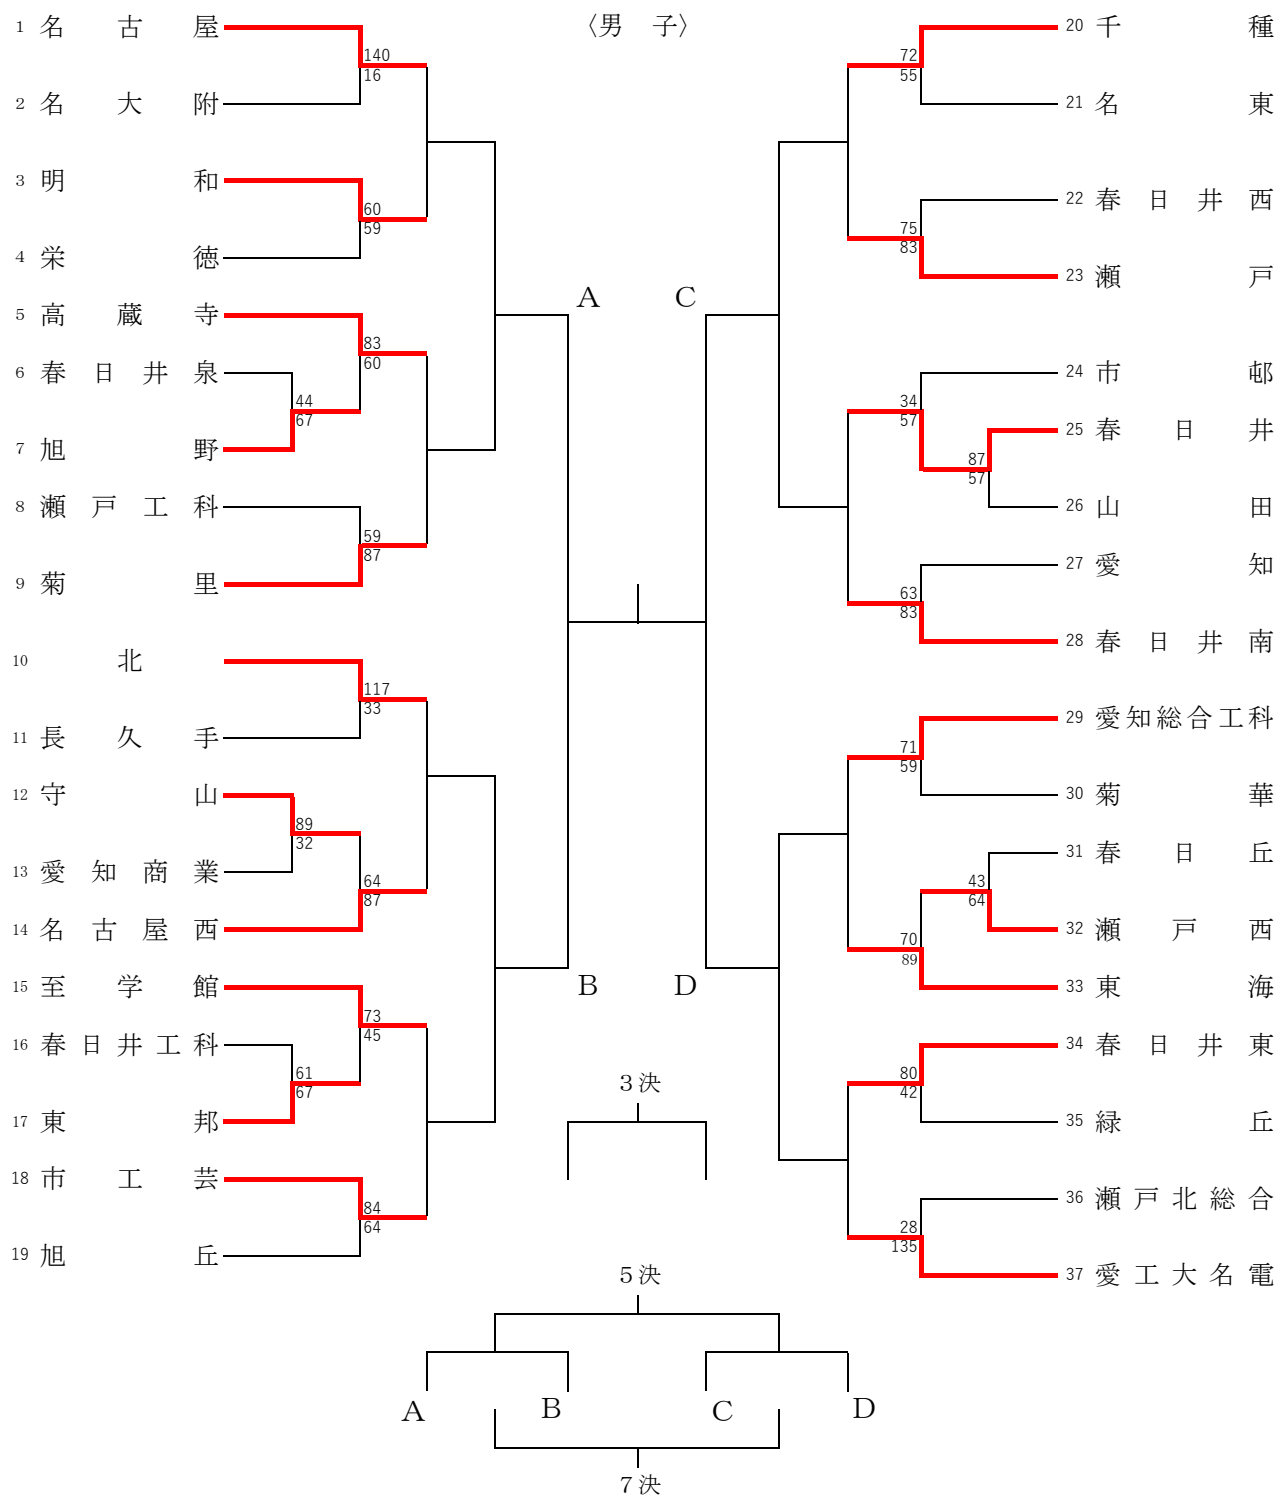 〈男　子〉
1 名古屋
140
16
2 名大附
3 明和
60
59
4 栄徳
5 高蔵寺
83
60
6 春日井泉
44
67
7 旭野
8 瀬戸工科
59
87
9 菊里
10 北
117
33
11 長久手
12 守山
89
32
13 愛知商業
64
87
14 名古屋西
15 至学館
73
45
16 春日井工科
61
67
17 東邦
18 市工芸
84
64
19 旭丘
A
B
C
D
20 千種
72
55
21 名東
22 春日井西
75
83
23 瀬戸
24 市邨
34
57
25 春日井
87
57
26 山田
27 愛知
63
83
28 春日井南
29 愛知総合工科
71
59
30 菊華
31 春日丘
43
64
32 瀬戸西
70
89
33 東海
34 春日井東
80
42
35 緑丘
36 瀬戸北総合
28
135
37 愛工大名電
３決
５決
A B C D
７決